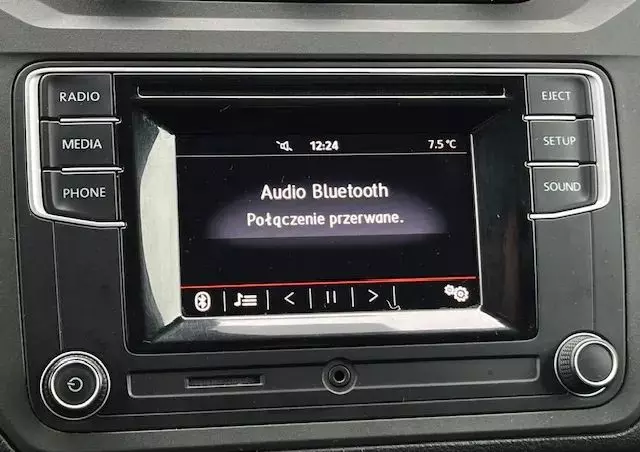 RADIO
MEDIA
PHONE
EJECT
SETUP
SOUND
12:24
7.5°C
Audio Bluetooth
Połączenie przerwane.